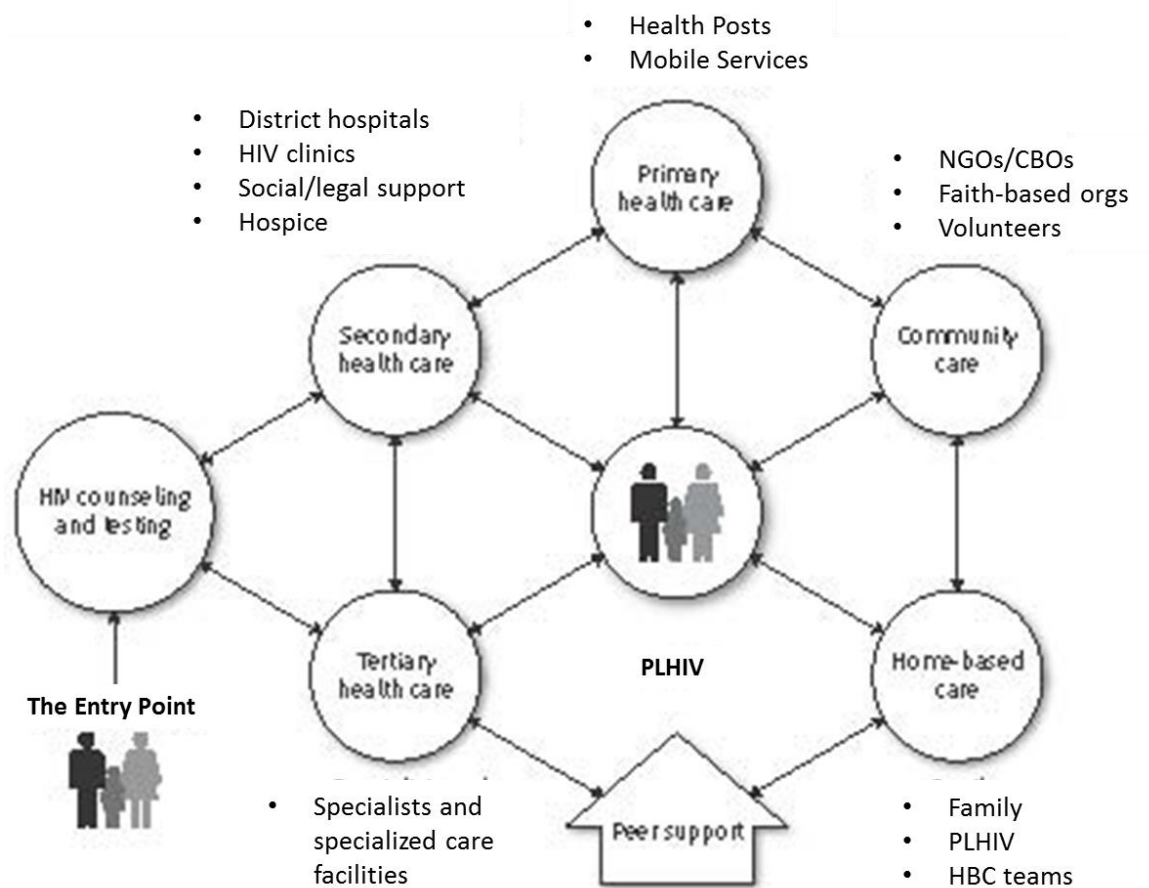 • Health Posts
• Mobile Services
• District hospitals
• HIV clinics
• Social/legal support
• Hospice
• NGOs/CBOs
• Faith-based orgs
• Volunteers
Primary
health care
Secondary
health care
Community
care
HIV counseling
and testing
Tertiary
health care
PLHIV
Home-based
care
The Entry Point
Peer support
• Specialists and
specialized care
facilities
• Family
• PLHIV
• HBC teams